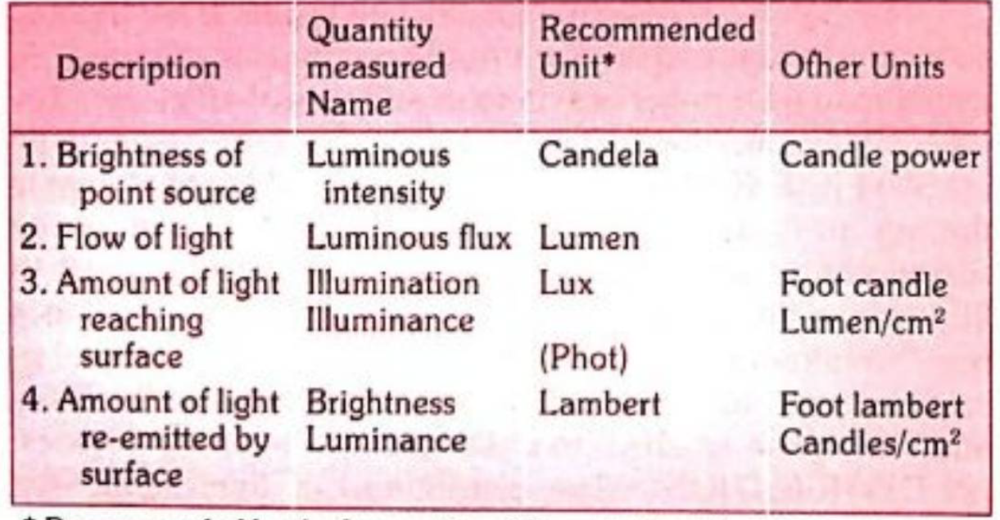 Description
Quantity
measured
Name
Recommended
Unit*
Other Units
1. Brightness of
point source
Luminous
intensity
Candela
Candle power
2. Flow of light
Luminous flux
Lumen
3. Amount of light
reaching
surface
Illumination
Illuminance
Lux
(Phot)
Foot candle
Lumen/cm²
4. Amount of light
re-emitted by
surface
Brightness
Luminance
Lambert
Foot lambert
Candles/cm²